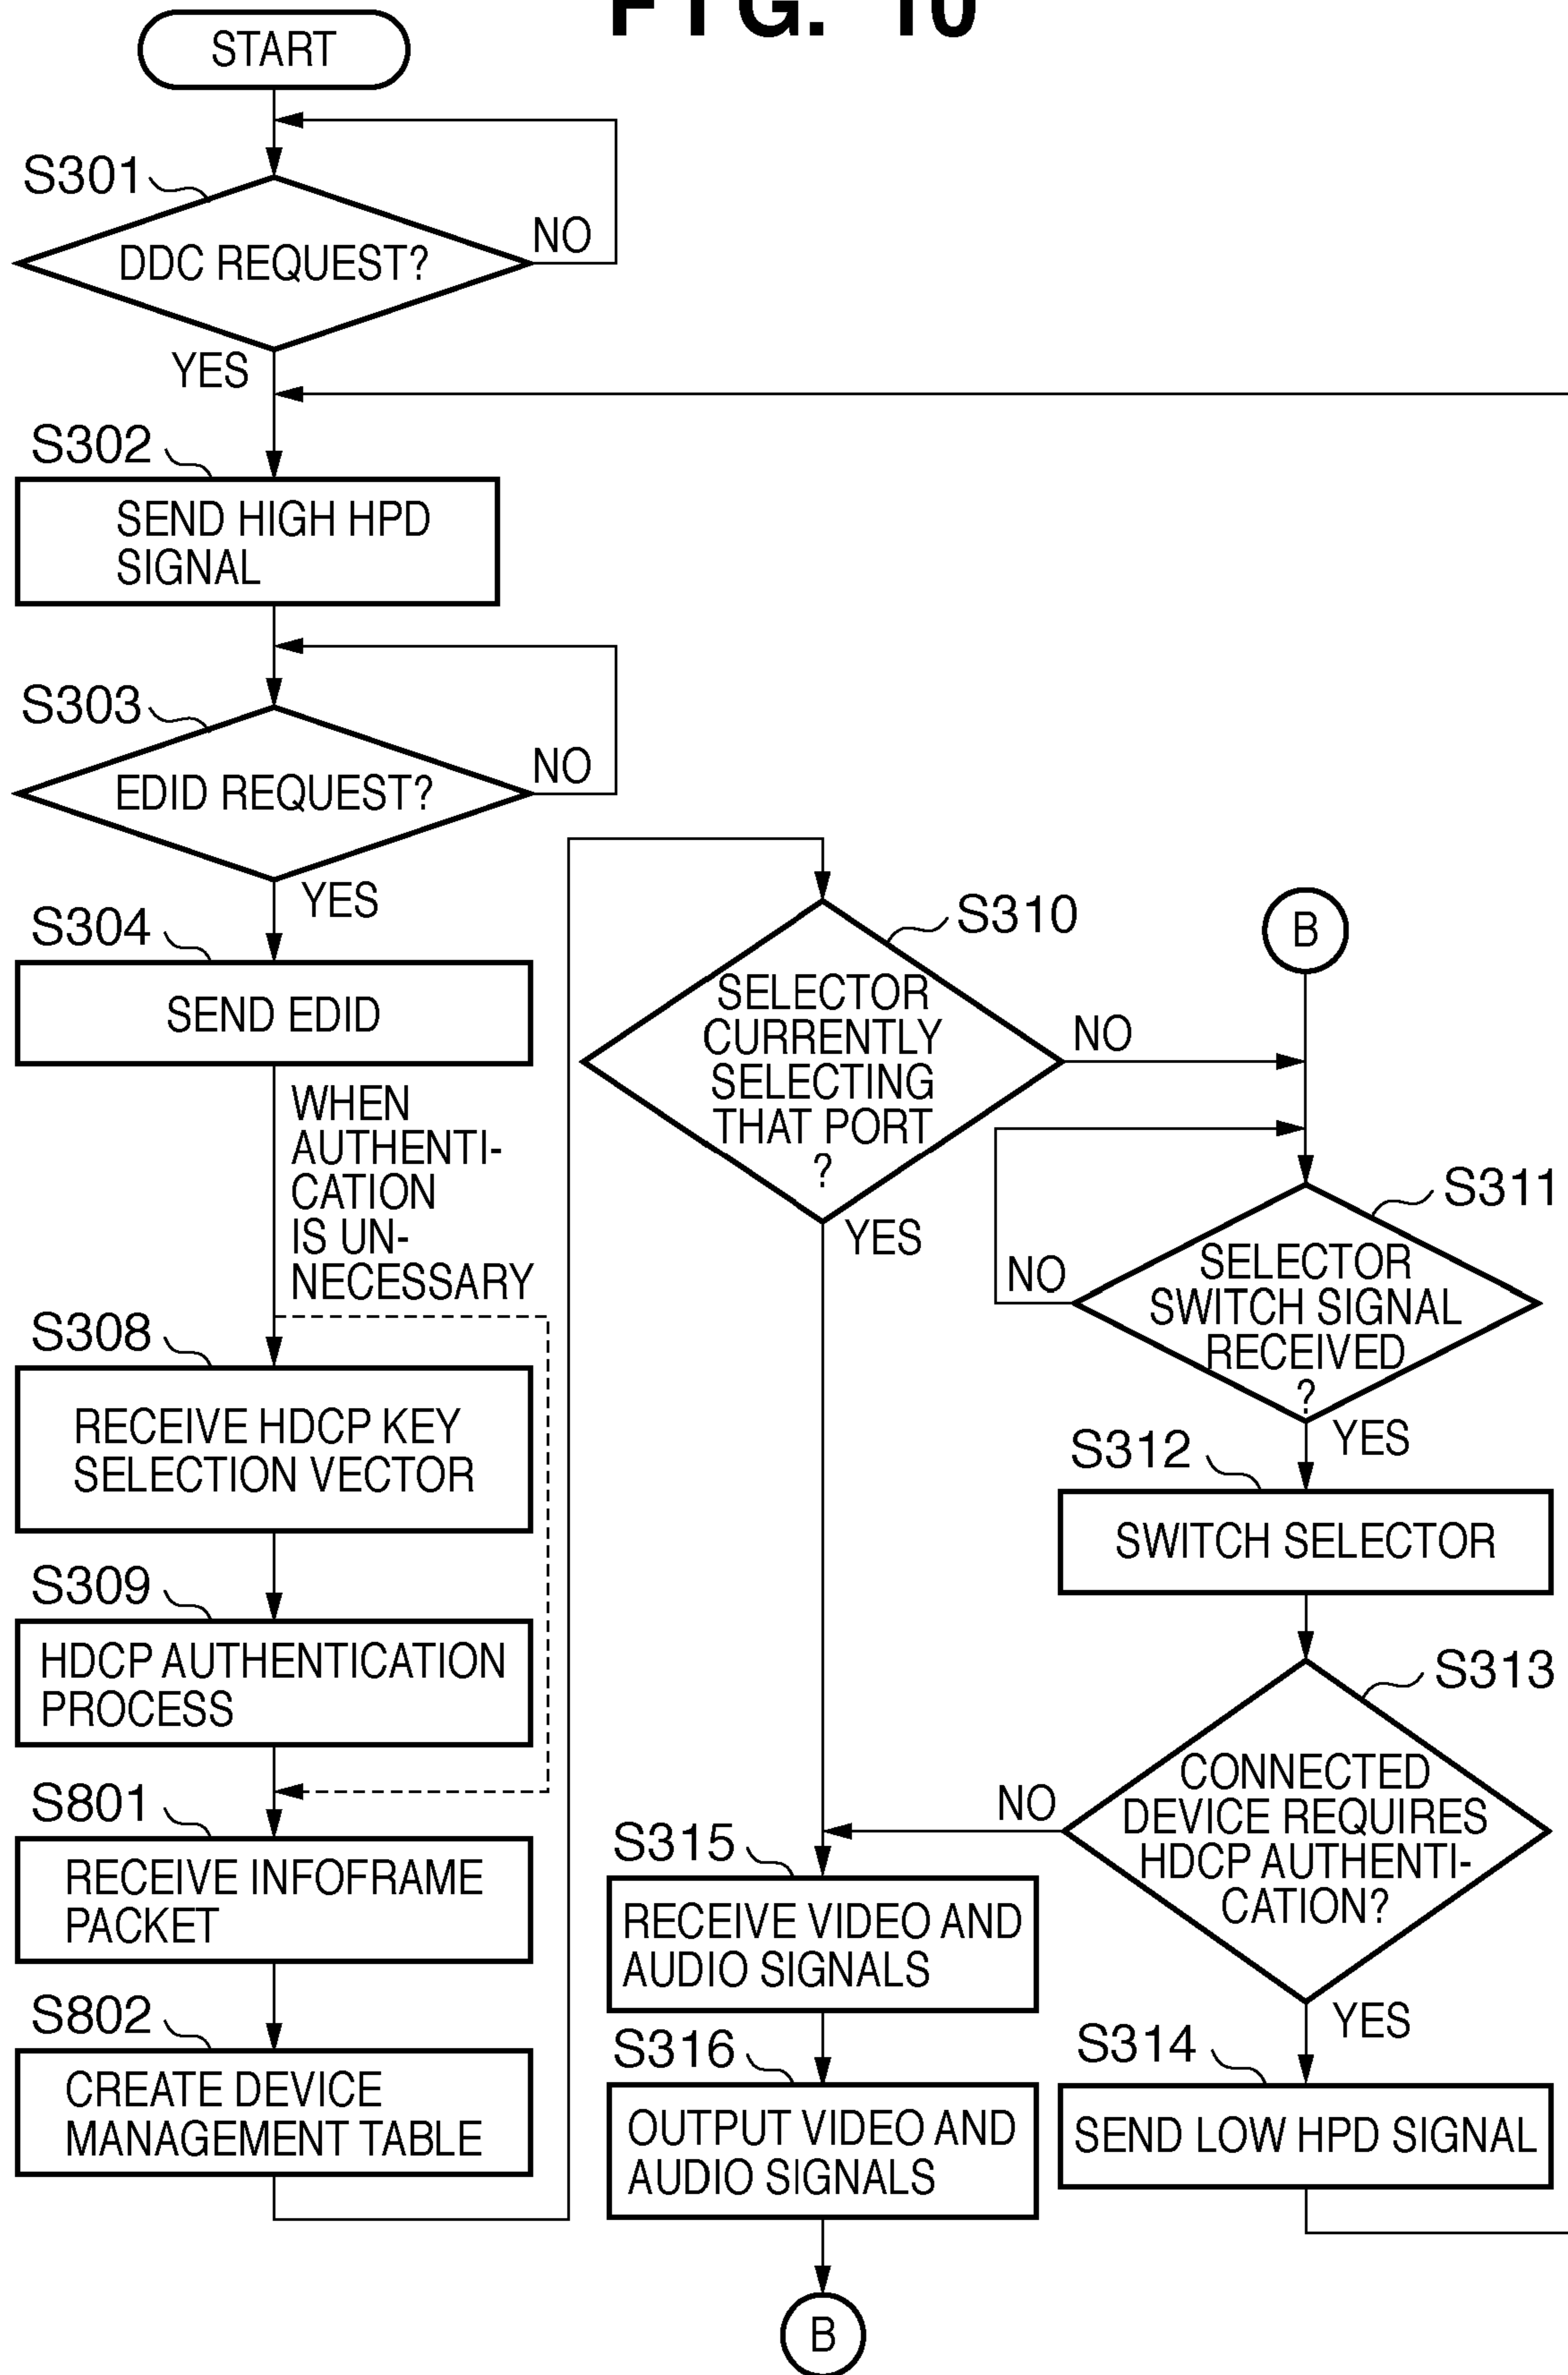 FIG. 10
START
S301
DDC REQUEST?
NO
YES
S302
SEND HIGH HPD
SIGNAL
S303
EDID REQUEST?
NO
YES
S304
SEND EDID
WHEN
AUTHENTI-
CATION
IS UN-
NECESSARY
S308
RECEIVE HDCP KEY
SELECTION VECTOR
S309
HDCP AUTHENTICATION
PROCESS
S801
RECEIVE INFOFRAME
PACKET
S802
CREATE DEVICE
MANAGEMENT TABLE
S310
SELECTOR
CURRENTLY
SELECTING
THAT PORT
?
NO
YES
B
S311
SELECTOR
SWITCH SIGNAL
RECEIVED
?
NO
YES
S312
SWITCH SELECTOR
S313
CONNECTED
DEVICE REQUIRES
HDCP AUTHENTI-
CATION?
NO
YES
S314
SEND LOW HPD SIGNAL
S315
RECEIVE VIDEO AND
AUDIO SIGNALS
S316
OUTPUT VIDEO AND
AUDIO SIGNALS
B